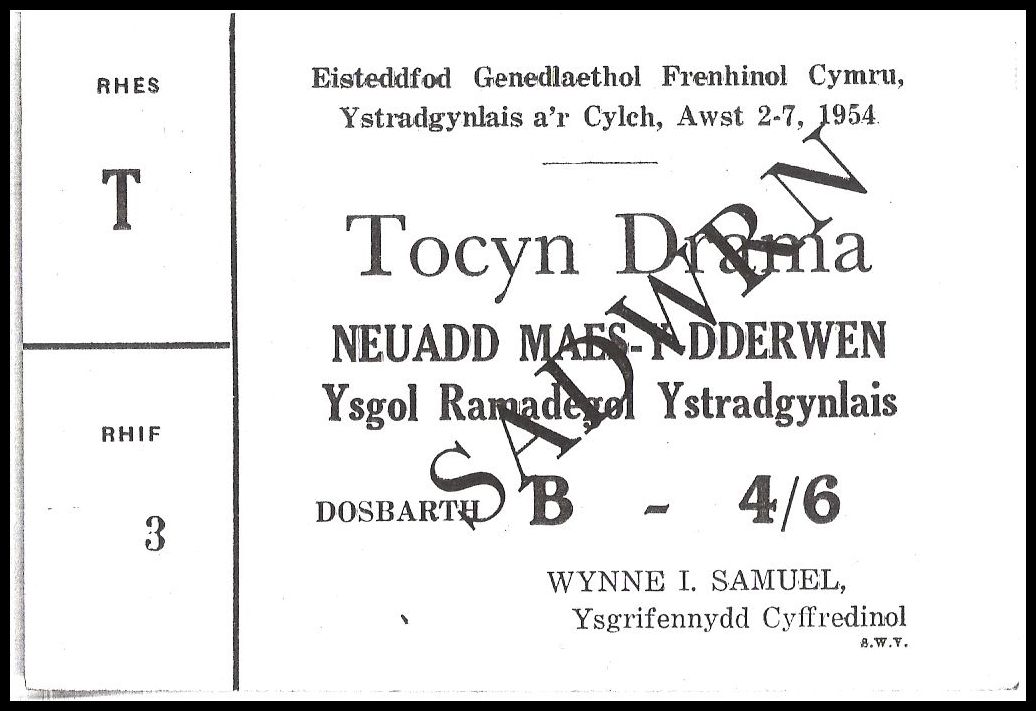 RHES
T
RHIF
3
Eisteddfod Genedlaethol Frenhinol Cymru,
Ystradgynlais a'r Cylch, Awst 2-7, 1954
Tocyn Drama
NEUADD MAES-Y-DDERWEN
Ysgol Ramadegol Ystradgynlais
SADWRN
DOSBARTH B - 4/6
WYNNE I. SAMUEL,
Ysgrifennydd Cyffredinol
S.W.V.